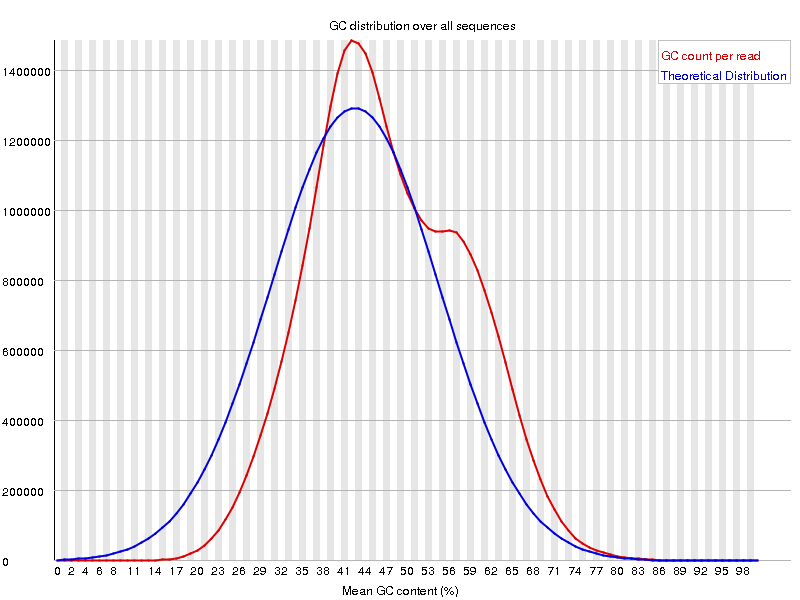 GC distribution over all sequences
GC count per read
Theoretical Distribution
1400000
1200000
1000000
800000
600000
400000
200000
0
0 2 4 6 8 11 14 17 20 23 26 29 32 35 38 41 44 47 50 53 56 59 62 65 68 71 74 77 80 83 86 89 92 95 98
Mean GC content (%)